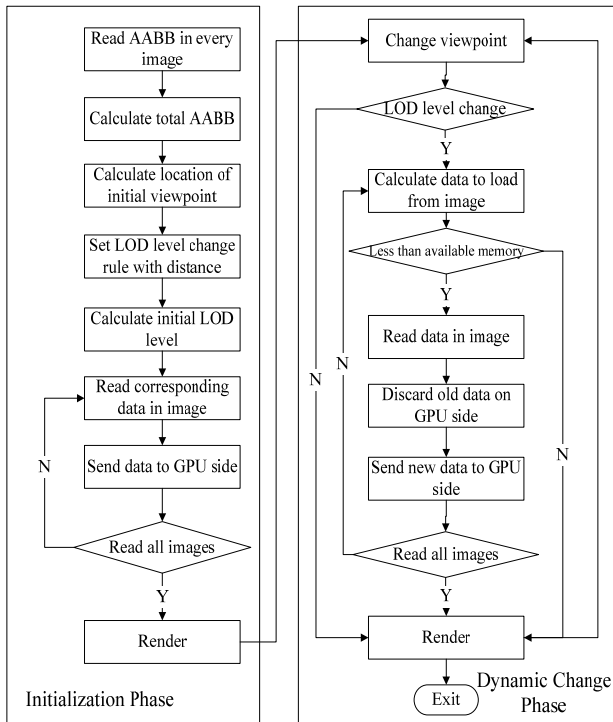 Read AABB in every
image
Calculate total AABB
Calculate location of
initial viewpoint
Set LOD level change
rule with distance
Calculate initial LOD
level
Read corresponding
data in image
N
Send data to GPU side
Read all images
Y
Render
Initialization Phase
Change viewpoint
LOD level change
Y
Calculate data to load
from image
Less than available memory
Y
Read data in image
N
N
Discard old data on
GPU side
N
Send new data to GPU
side
Read all images
Y
Render
Exit
Dynamic Change
Phase